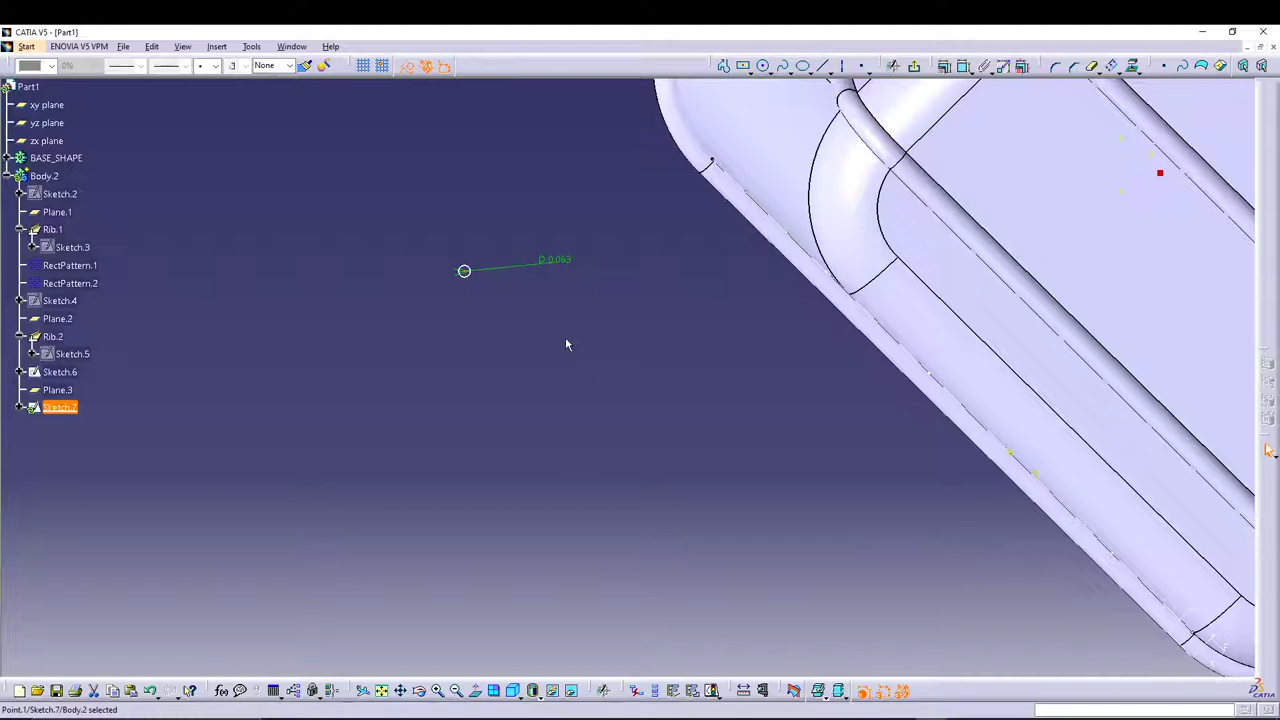 CATIA V5 - [Part1]
Start ENOVIA V5 VPM File Edit View Insert Tools Window Help
0% None
Part1
xy plane
yz plane
zx plane
BASE_SHAPE
Body.2
Sketch.2
Plane.1
Rib.1
Sketch.3
RectPattern.1
RectPattern.2
Sketch.4
Plane.2
Rib.2
Sketch.5
Sketch.6
Plane.3
Sketch.7
D 0.063
Point.1/Sketch.7/Body.2 selected